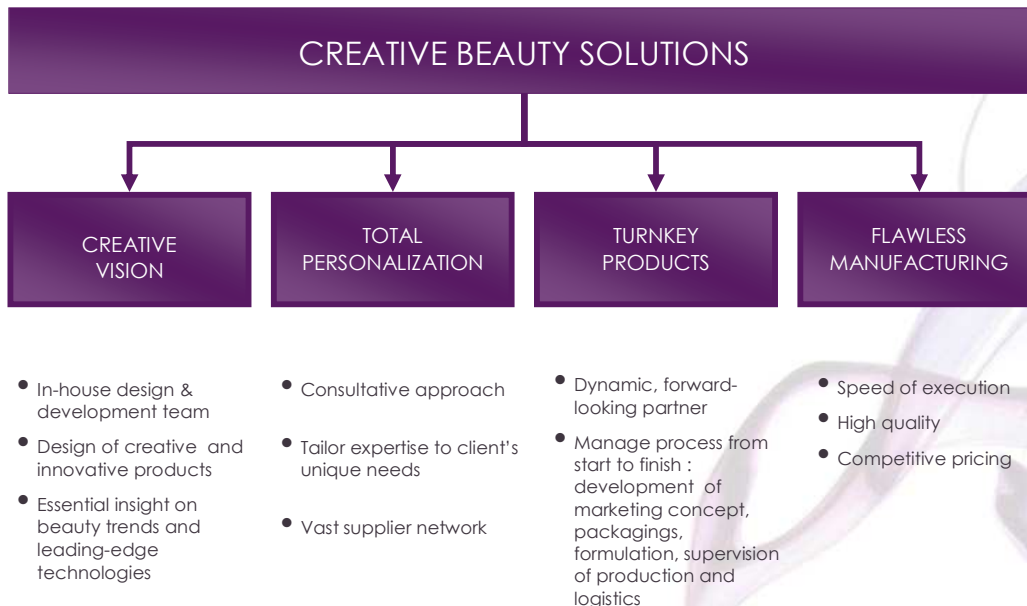 CREATIVE BEAUTY SOLUTIONS
CREATIVE
VISION
TOTAL
PERSONALIZATION
TURNKEY
PRODUCTS
FLAWLESS
MANUFACTURING
• In-house design &
development team
• Design of creative and
innovative products
• Essential insight on
beauty trends and
leading-edge
technologies
• Consultative approach
• Tailor expertise to client’s
unique needs
• Vast supplier network
• Dynamic, forward-
looking partner
• Manage process from
start to finish :
development of
marketing concept,
packagings,
formulation, supervision
of production and
logistics
• Speed of execution
• High quality
• Competitive pricing